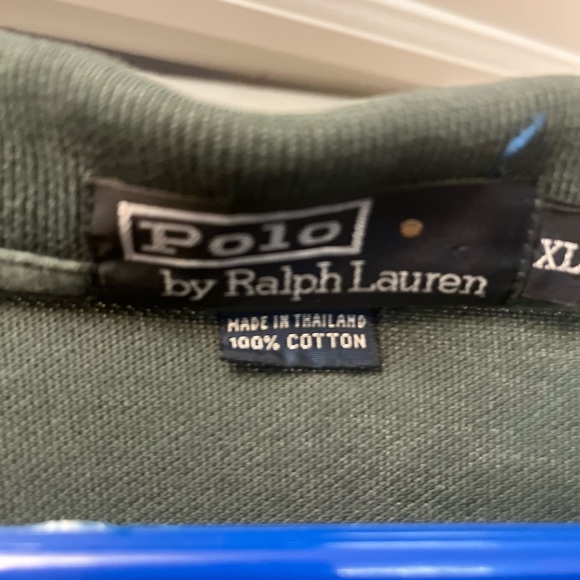 Polo
by Ralph Lauren
XL
MADE IN THAILAND
100% COTTON